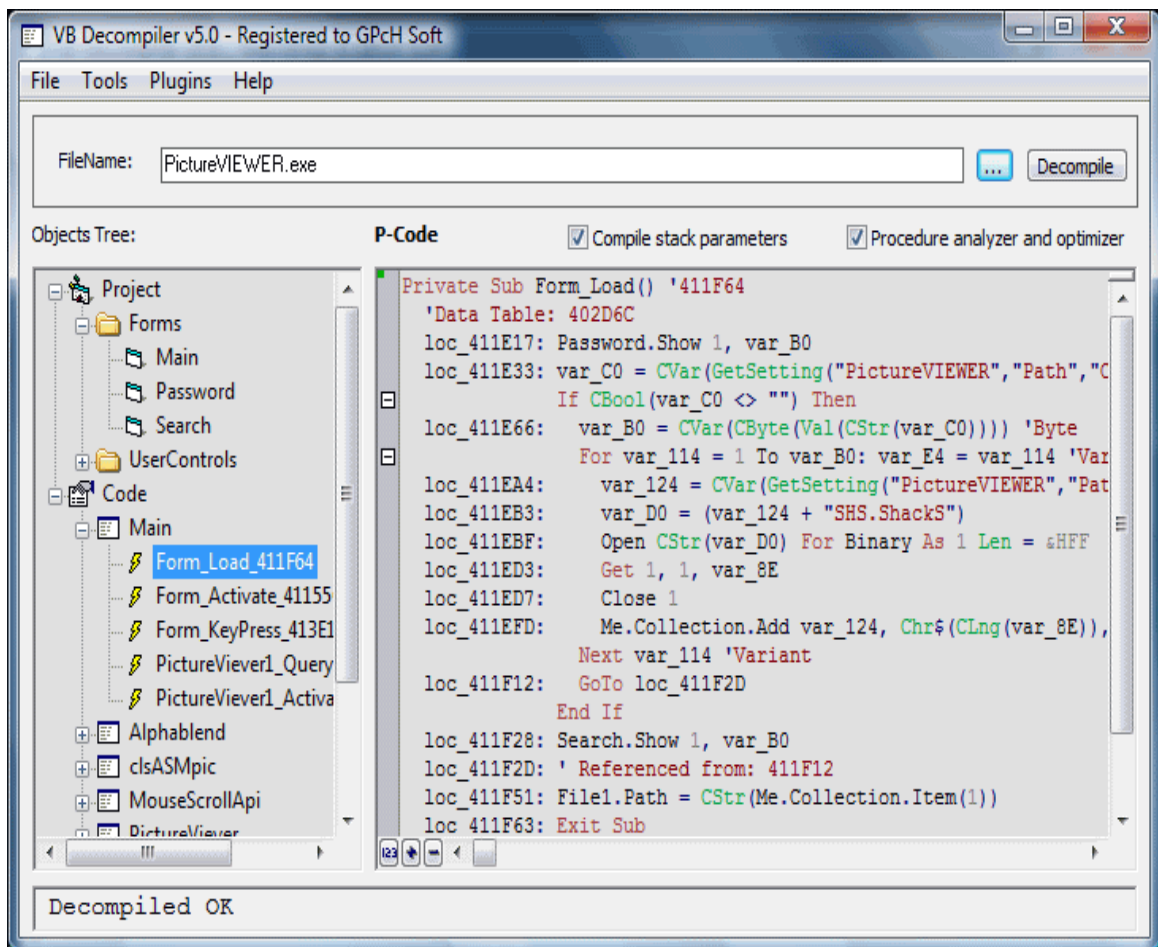 VB Decompiler v5.0 - Registered to GPcH Soft
File Tools Plugins Help
FileName: PictureVIEWER.exe ... Decompile
Objects Tree: P-Code Compile stack parameters Procedure analyzer and optimizer
Project
Forms
Main
Password
Search
UserControls
Code
Main
Form_Load_411F64
Form_Activate_41155
Form_KeyPress_413E1
PictureViever1_Query
PictureViever1_Activa
Alphablend
clsASMpic
MouseScrollApi
PictureViever
Private Sub Form_Load() '411F64
'Data Table: 402D6C
loc_411E17: Password.Show 1, var_B0
loc_411E33: var_C0 = CVar(GetSetting("PictureVIEWER","Path","C
If CBool(var_C0 <> "") Then
loc_411E66: var_B0 = CVar(CByte(Val(CStr(var_C0)))) 'Byte
For var_114 = 1 To var_B0: var_E4 = var_114 'Var
loc_411EA4: var_124 = CVar(GetSetting("PictureVIEWER","Pat
loc_411EB3: var_D0 = (var_124 + "SHS.ShackS")
loc_411EBF: Open CStr(var_D0) For Binary As 1 Len = &HFF
loc_411ED3: Get 1, 1, var_8E
loc_411ED7: Close 1
loc_411EFD: Me.Collection.Add var_124, Chr$(CLng(var_8E)),
Next var_114 'Variant
loc_411F12: GoTo loc_411F2D
End If
loc_411F28: Search.Show 1, var_B0
loc_411F2D: ' Referenced from: 411F12
loc_411F51: File1.Path = CStr(Me.Collection.Item(1))
loc_411F63: Exit Sub
123
Decompiled OK